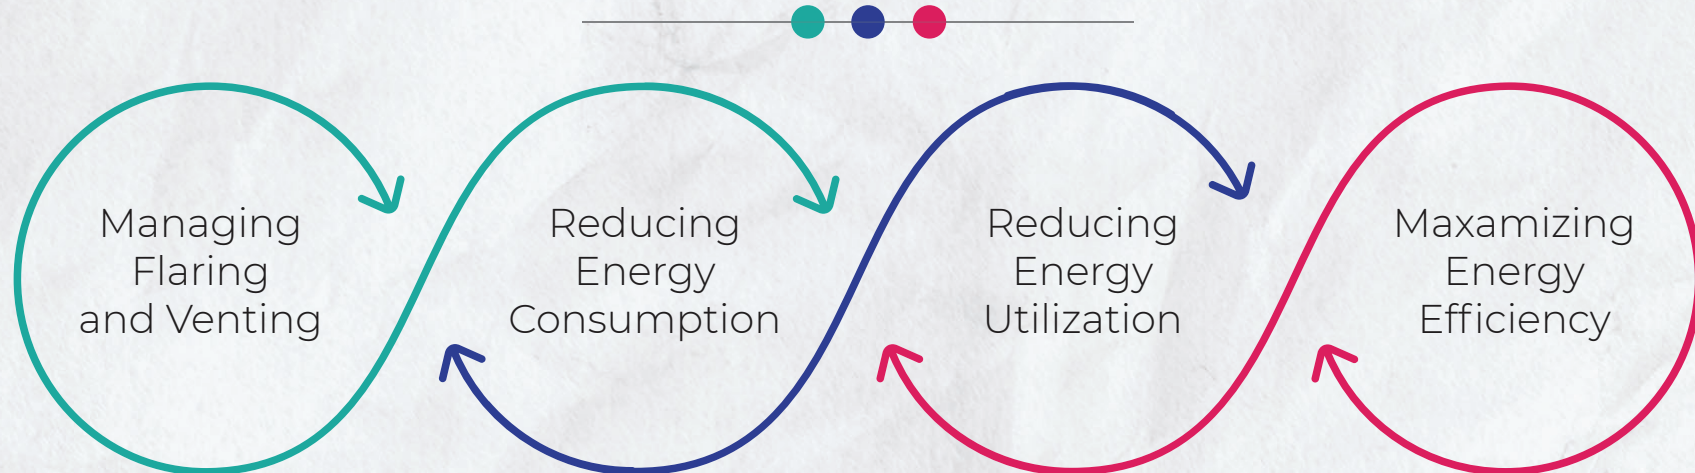 Managing
Flaring
and Venting
Reducing
Energy
Consumption
Reducing
Energy
Utilization
Maxamizing
Energy
Efficiency